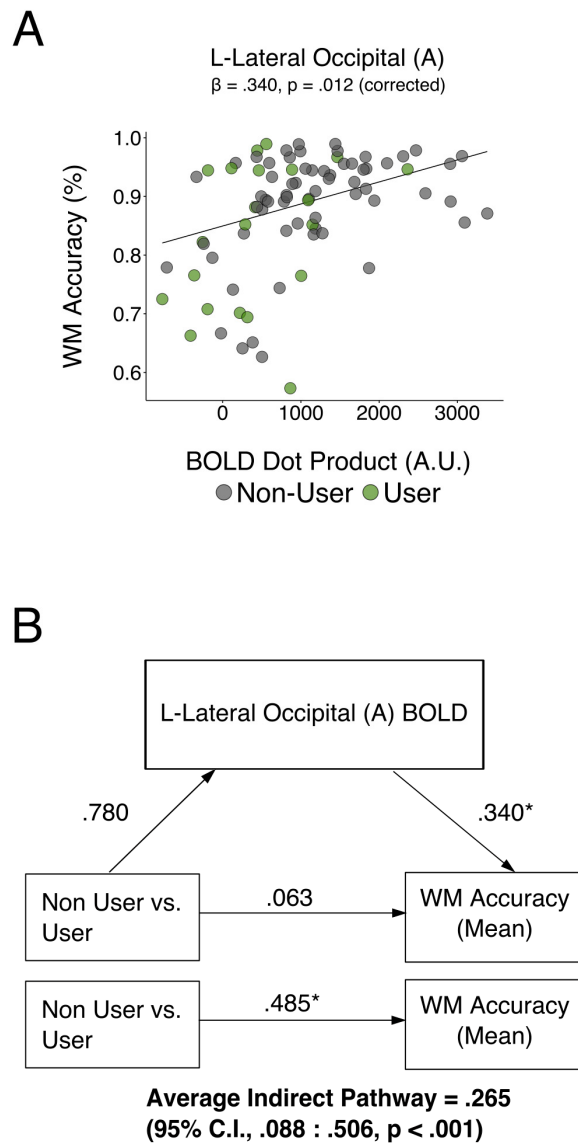 A
L-Lateral Occipital (A)
β = .340, p = .012 (corrected)
WM Accuracy (%)
1.0
0.9
0.8
0.7
0.6
0 1000 2000 3000
BOLD Dot Product (A.U.)
Non-User User
B
L-Lateral Occipital (A) BOLD
.780
.340*
Non User vs.
User
.063
WM Accuracy
(Mean)
Non User vs.
User
.485*
WM Accuracy
(Mean)
Average Indirect Pathway = .265
(95% C.I., .088 : .506, p < .001)